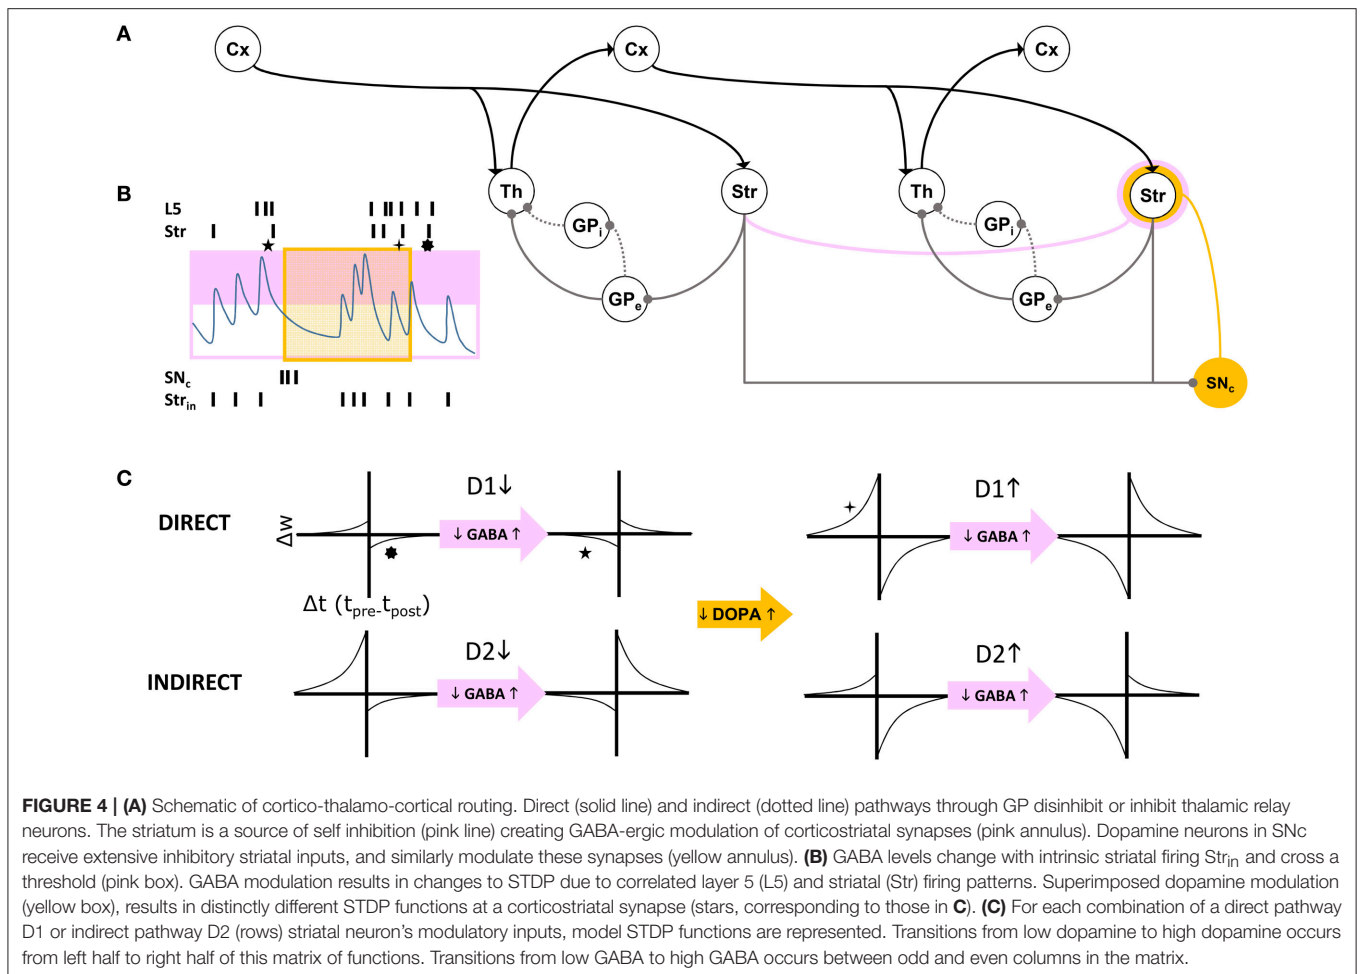 A
Cx
Cx
Cx
Th
Str
Th
Str
GPi
GPi
GPe
GPe
SNc
B
L5
Str
SNc
Strin
C
DIRECT
Δw
D1↓
↓ GABA ↑
D1↑
↓ GABA ↑
Δt (tpre-tpost)
↓ DOPA ↑
INDIRECT
D2↓
↓ GABA ↑
D2↑
↓ GABA ↑
FIGURE 4 | (A) Schematic of cortico-thalamo-cortical routing. Direct (solid line) and indirect (dotted line) pathways through GP disinhibit or inhibit thalamic relay
neurons. The striatum is a source of self inhibition (pink line) creating GABA-ergic modulation of corticostriatal synapses (pink annulus). Dopamine neurons in SNc
receive extensive inhibitory striatal inputs, and similarly modulate these synapses (yellow annulus). (B) GABA levels change with intrinsic striatal firing Strin and cross a
threshold (pink box). GABA modulation results in changes to STDP due to correlated layer 5 (L5) and striatal (Str) firing patterns. Superimposed dopamine modulation
(yellow box), results in distinctly different STDP functions at a corticostriatal synapse (stars, corresponding to those in C). (C) For each combination of a direct pathway
D1 or indirect pathway D2 (rows) striatal neuron's modulatory inputs, model STDP functions are represented. Transitions from low dopamine to high dopamine occurs
from left half to right half of this matrix of functions. Transitions from low GABA to high GABA occurs between odd and even columns in the matrix.